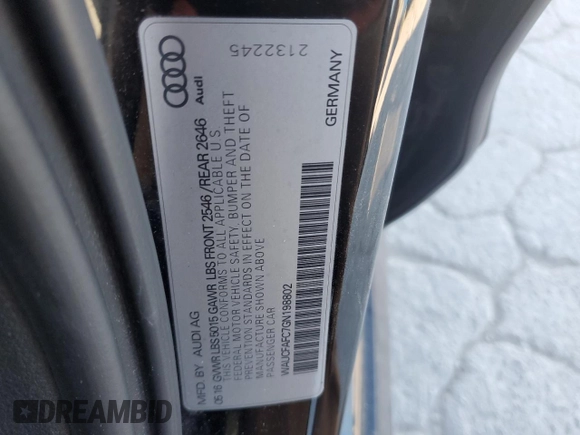 MFD. BY AUDI AG
05 16 GVWR LBS 5015 GAWR LBS FRONT 2546 / REAR 2646
THIS VEHICLE CONFORMS TO ALL APPLICABLE U S
FEDERAL MOTOR VEHICLE SAFETY, BUMPER AND THEFT
PREVENTION STANDARDS IN EFFECT ON THE DATE OF
MANUFACTURE SHOWN ABOVE
PASSENGER CAR
WAUCFAFC7GN198802
GERMANY
Audi
2132245
DREAMBID